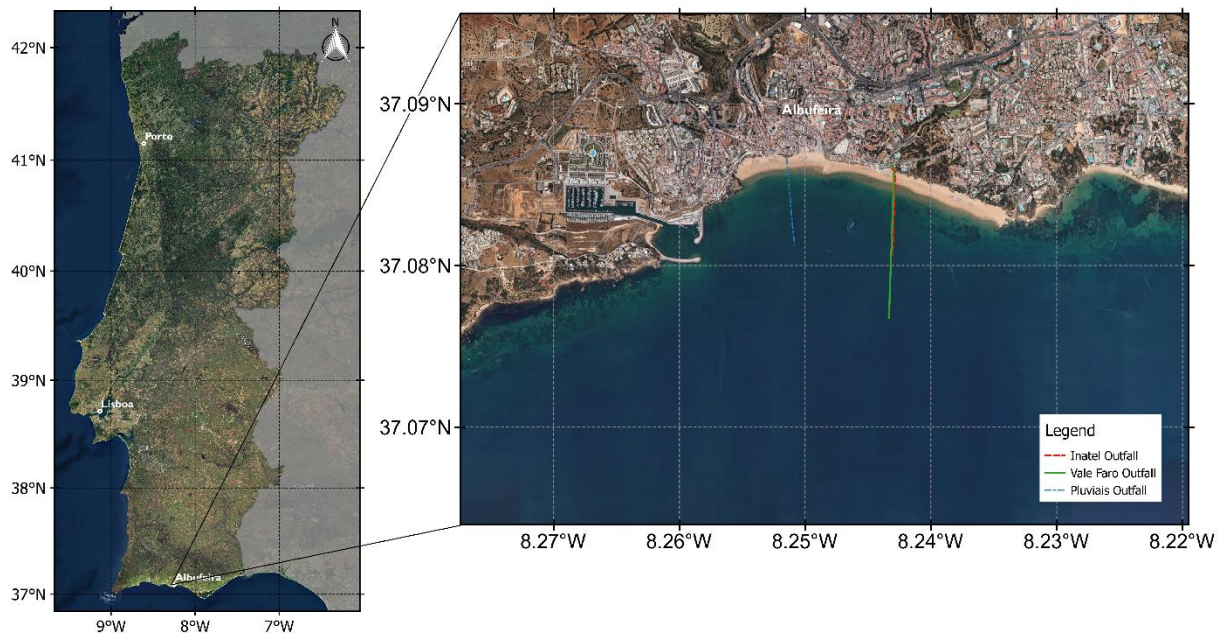 N
42°N
41°N
40°N
39°N
38°N
37°N
Porto
Lisboa
Albufeira
9°W
8°W
7°W
37.09°N
37.08°N
37.07°N
Albufeira
Legend
Inatel Outfall
Vale Faro Outfall
Pluviais Outfall
8.27°W
8.26°W
8.25°W
8.24°W
8.23°W
8.22°W